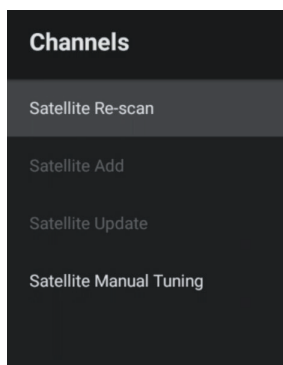 Channels
Satellite Re-scan
Satellite Add
Satellite Update
Satellite Manual Tuning